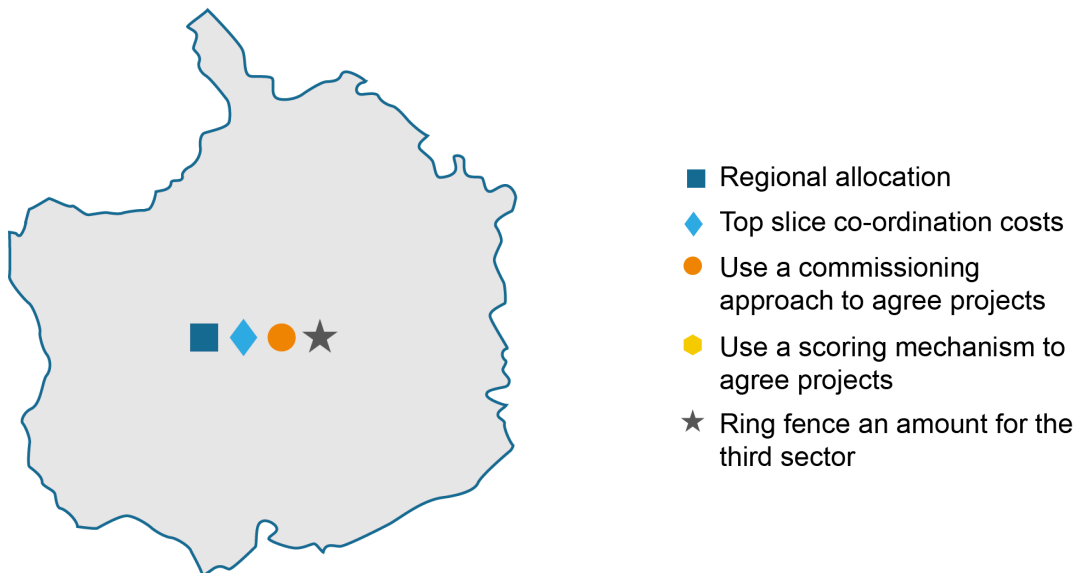 Regional allocation
Top slice co-ordination costs
Use a commissioning
approach to agree projects
Use a scoring mechanism to
agree projects
Ring fence an amount for the
third sector